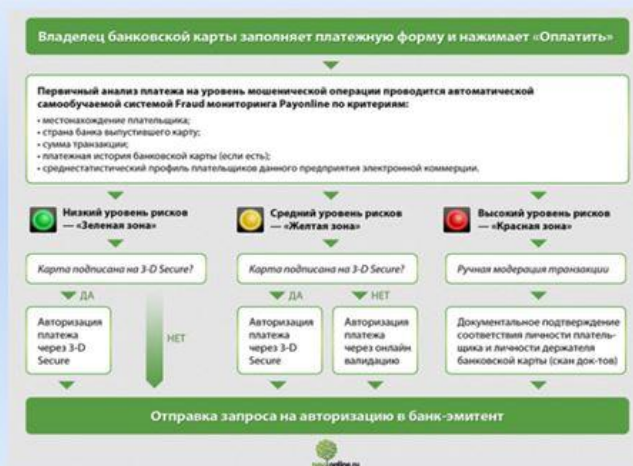 Владелец банковской карты заполняет платежную форму и нажимает «Оплатить»
Первичный анализ платежа на уровень мошенической операции проводится автоматической
самообучаемой системой Fraud мониторинга Payonline по критериям:
• местонахождение плательщика;
• страна банка выпустившего карту;
• сумма транзакции;
• платежная история банковской карты (если есть);
• среднестатистический профиль плательщиков данного предприятия электронной коммерции.
Низкий уровень рисков
— «Зеленая зона»
Средний уровень рисков
— «Желтая зона»
Высокий уровень рисков
— «Красная зона»
Карта подписана на 3-D Secure?
Карта подписана на 3-D Secure?
Ручная модерация транзакции
ДА
НЕТ
ДА
НЕТ
Авторизация
платежа
через 3-D
Secure
Авторизация
платежа
через 3-D
Secure
Авторизация
платежа
через онлайн
валидацию
Документальное подтверждение
соответствия личности платель-
щика и личности держателя
банковской карты (скан док-тов)
Отправка запроса на авторизацию в банк-эмитент
payonline.ru